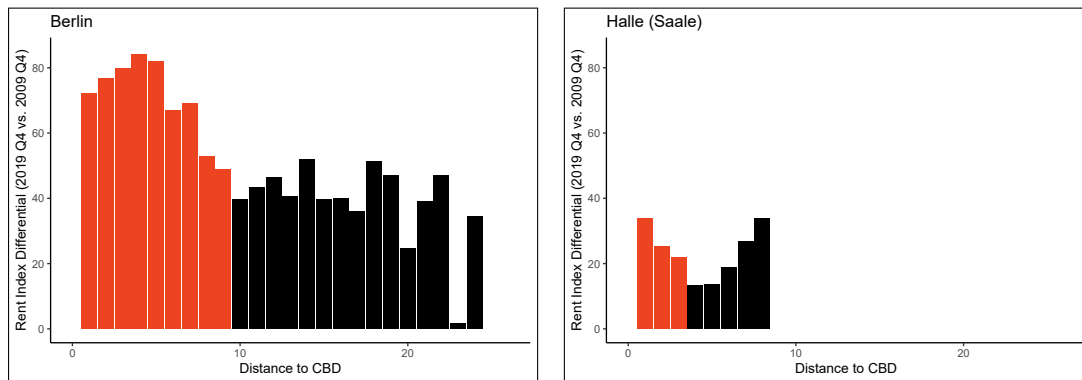 Berlin
Rent Index Differential (2019 Q4 vs. 2009 Q4)
80
60
40
20
0
0 10 20
Distance to CBD
Halle (Saale)
Rent Index Differential (2019 Q4 vs. 2009 Q4)
80
60
40
20
0
0 10 20
Distance to CBD